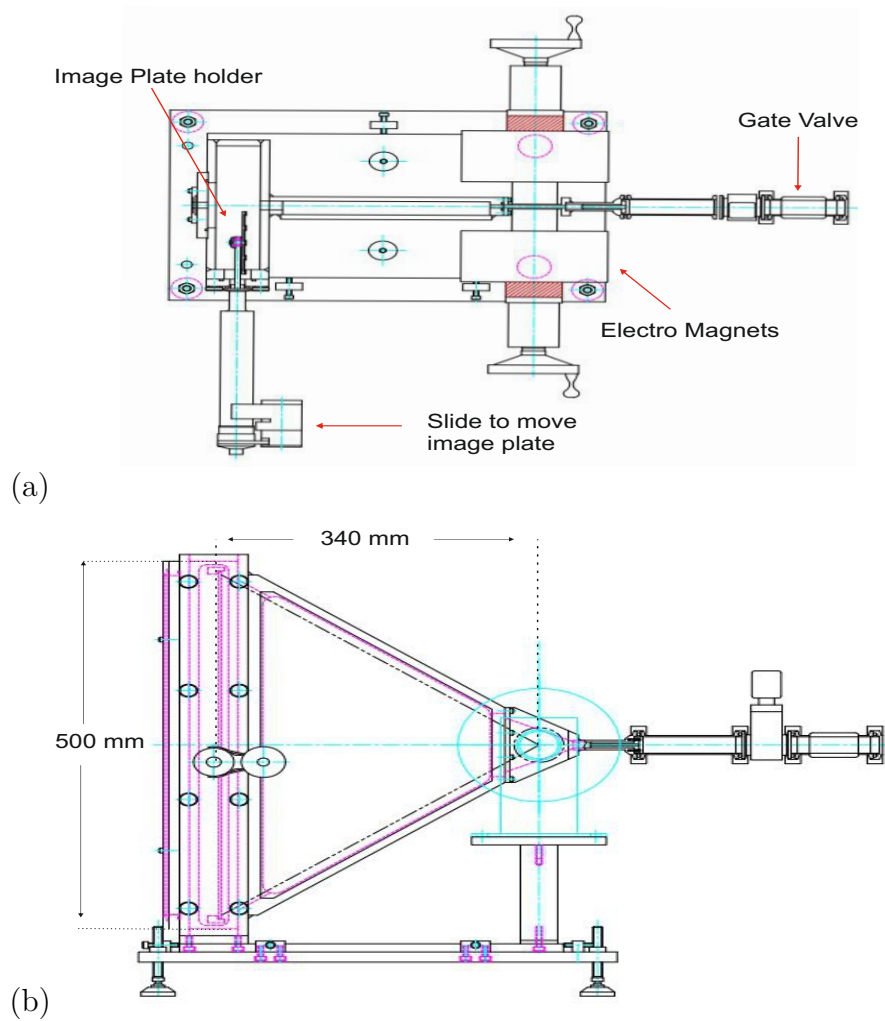 Image Plate holder
Gate Valve
Electro Magnets
Slide to move
image plate
(a)
340 mm
500 mm
(b)